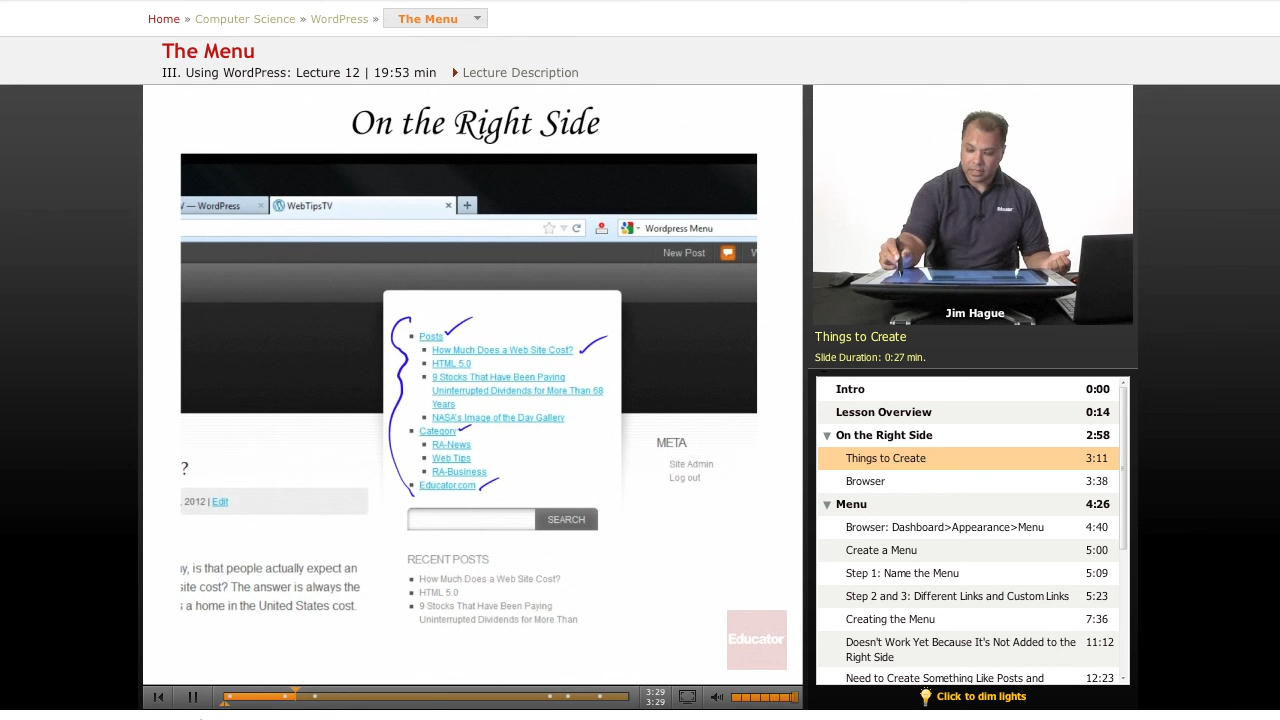 Home » Computer Science » WordPress » The Menu
The Menu
III. Using WordPress: Lecture 12 | 19:53 min Lecture Description
On the Right Side
— WordPress
WebTipsTV
Wordpress Menu
New Post
Posts
How Much Does a Web Site Cost?
HTML 5.0
9 Stocks That Have Been Paying
Uninterrupted Dividends for More Than 68
Years
NASA's Image of the Day Gallery
Category
RA-News
Web Tips
RA-Business
Educator.com
META
Site Admin
Log out
?
, 2012 | Edit
SEARCH
RECENT POSTS
How Much Does a Web Site Cost?
HTML 5.0
9 Stocks That Have Been Paying
Uninterrupted Dividends for More Than
, is that people actually expect an
site cost? The answer is always the
a home in the United States cost.
Educator
3:29
3:29
Jim Hague
Things to Create
Slide Duration: 0:27 min.
Intro 0:00
Lesson Overview 0:14
On the Right Side 2:58
Things to Create 3:11
Browser 3:38
Menu 4:26
Browser: Dashboard>Appearance>Menu 4:40
Create a Menu 5:00
Step 1: Name the Menu 5:09
Step 2 and 3: Different Links and Custom Links 5:23
Creating the Menu 7:36
Doesn't Work Yet Because It's Not Added to the 11:12
Right Side
Need to Create Something Like Posts and 12:23
Click to dim lights